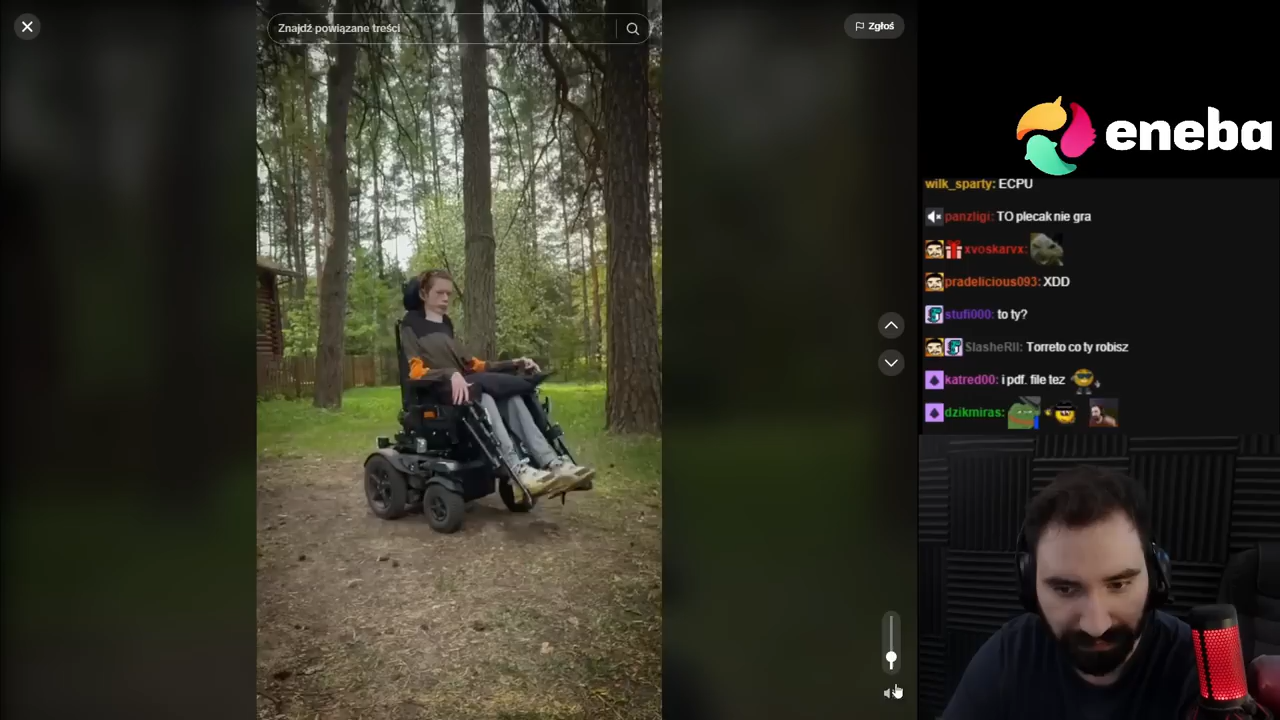 Znajdź powiązane treści
Zgłoś
eneba
wilk_sparty: ECPU
panzligi: TO plecak nie gra
xvoskarvx:
pradelicious093: XDD
stufi000: to ty?
SlasheRII: Torreto co ty robisz
katred00: i pdf. file tez
dzikmiras: